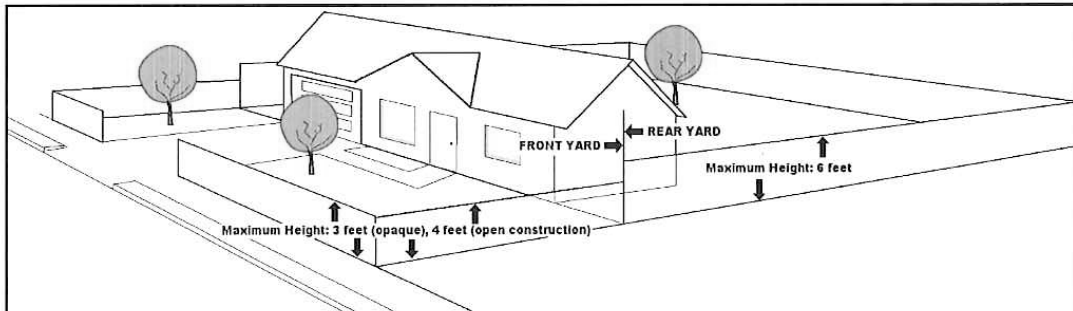 REAR YARD
FRONT YARD
Maximum Height: 6 feet
Maximum Height: 3 feet (opaque), 4 feet (open construction)